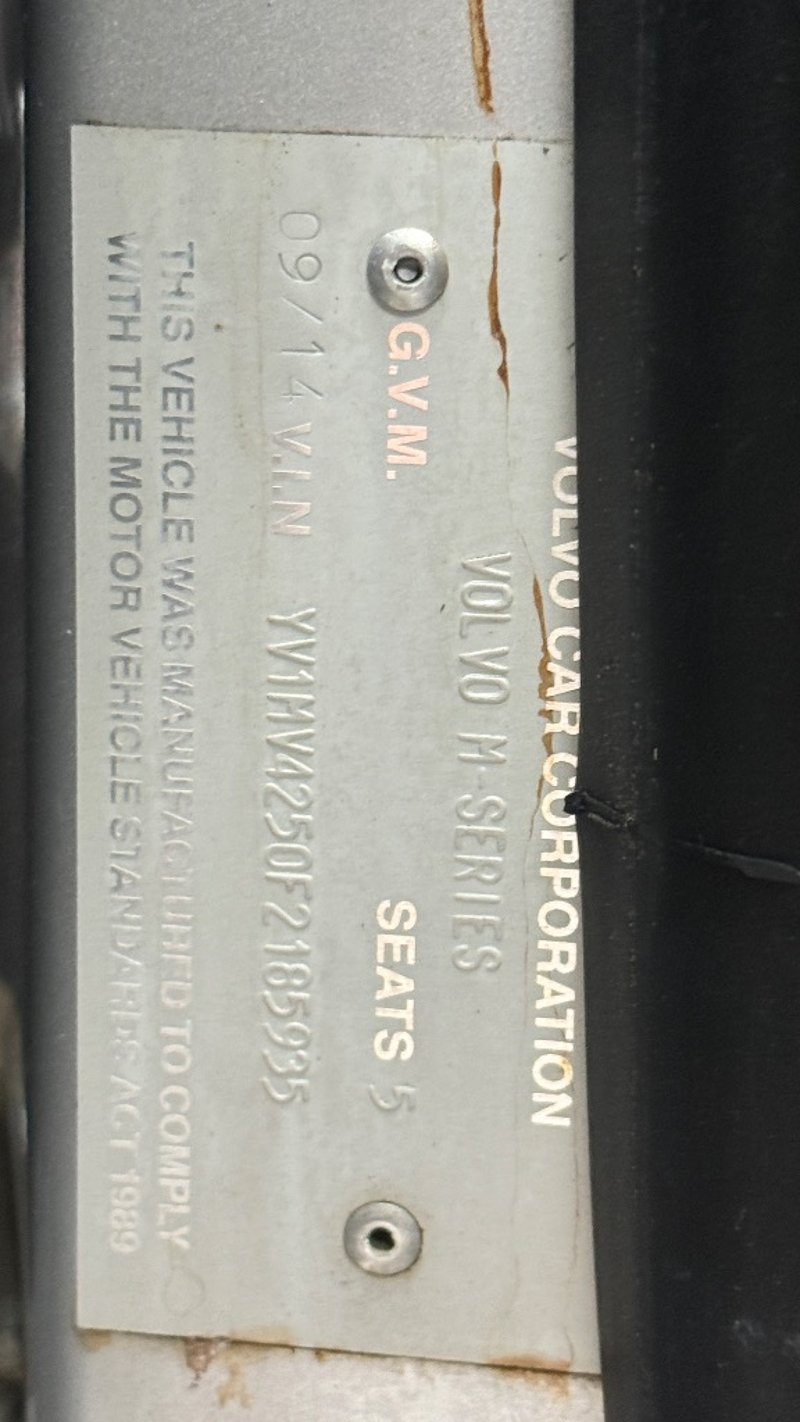 VOLVO CAR CORPORATION
VOLVO M-SERIES
G.V.M. SEATS 5
09/14 V.I.N YV1MV4250F2185935
THIS VEHICLE WAS MANUFACTURED TO COMPLY
WITH THE MOTOR VEHICLE STANDARDS ACT 1989